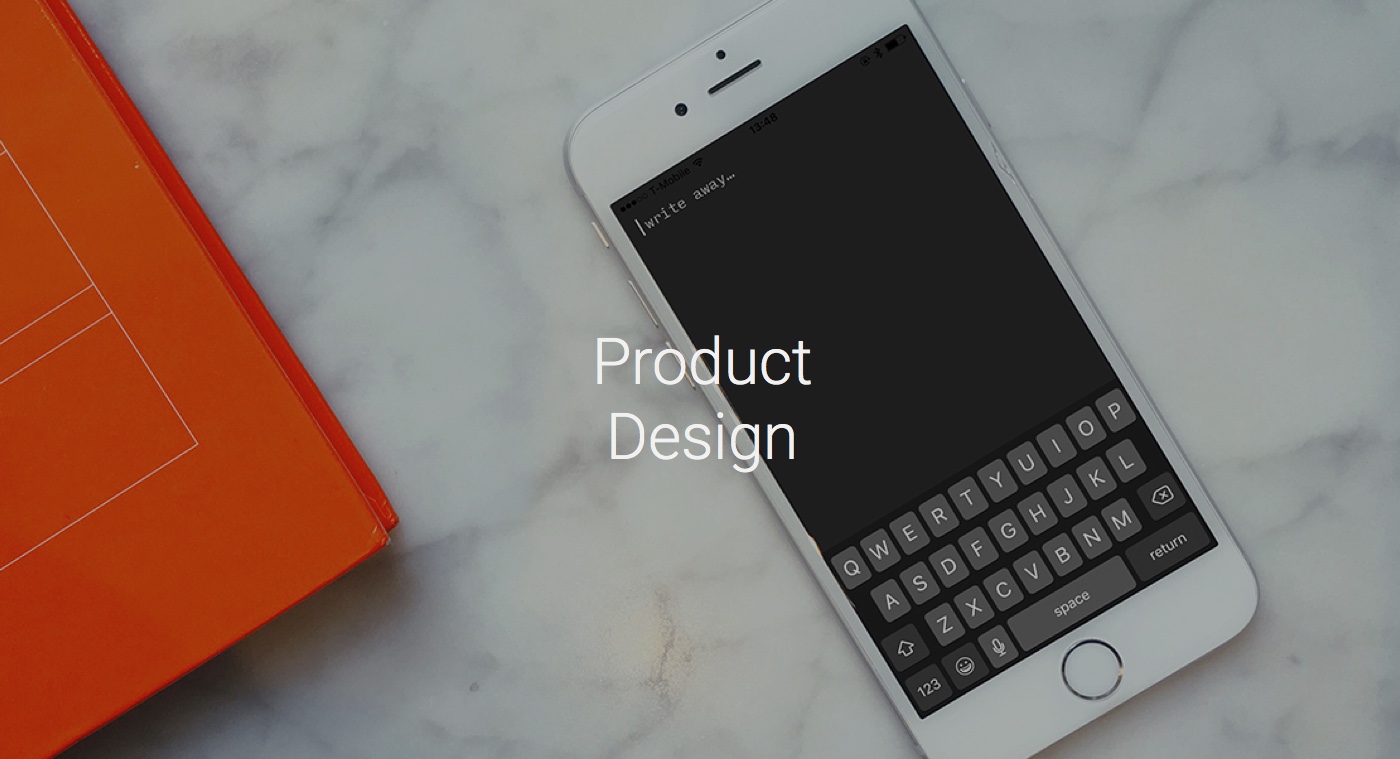 13:48
T-Mobile
write away…
Product
Design
Q W E R T Y U I O P
A S D F G H J K L
Z X C V B N M
123 space return